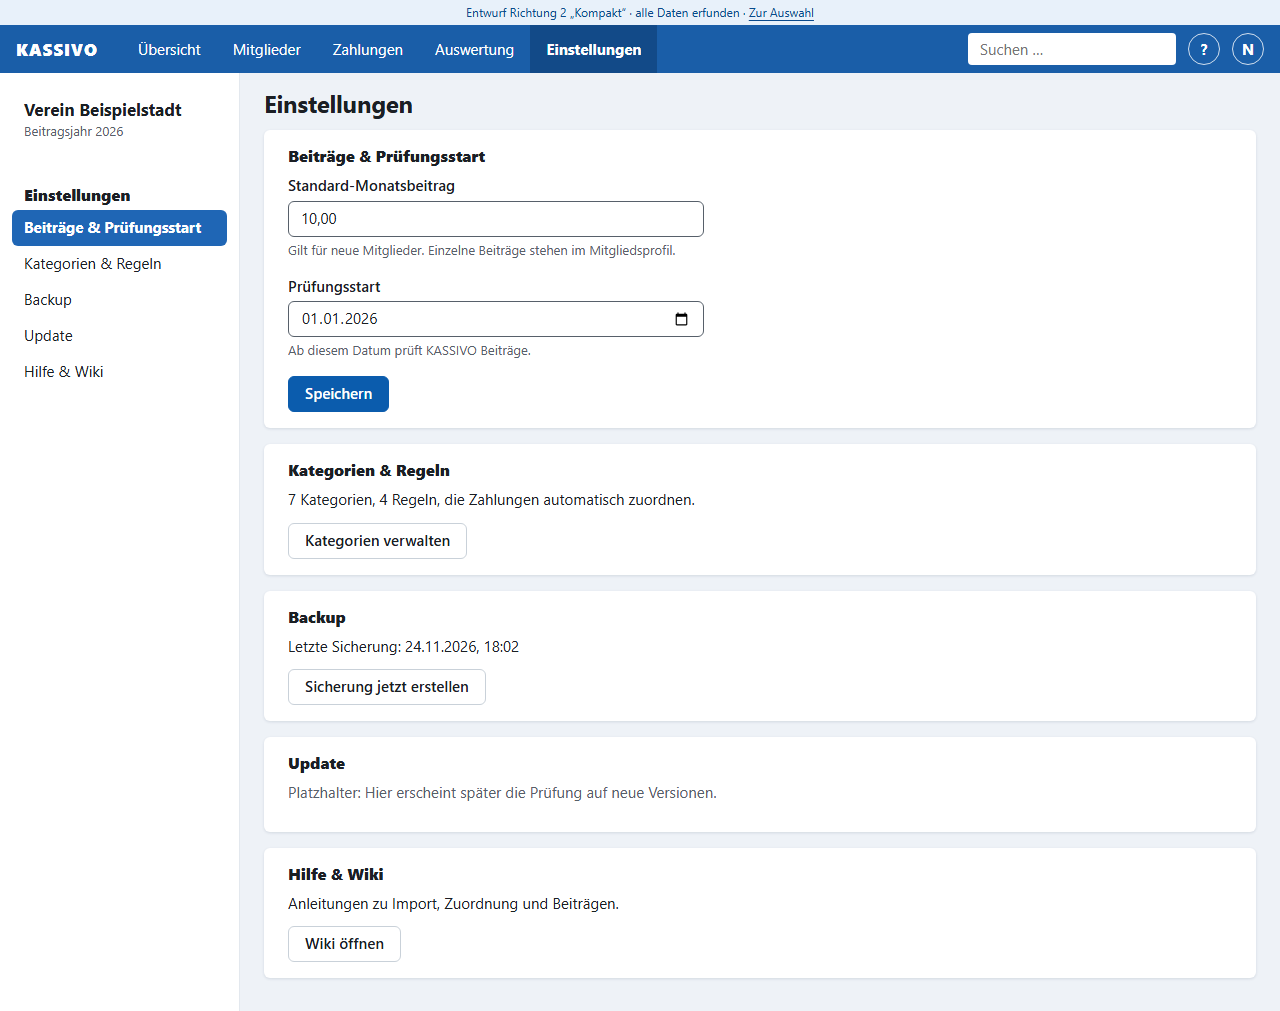 Entwurf Richtung 2 „Kompakt“ · alle Daten erfunden · Zur Auswahl
KASSIVO Übersicht Mitglieder Zahlungen Auswertung Einstellungen Suchen … ? N
Verein Beispielstadt
Beitragsjahr 2026
Einstellungen
Beiträge & Prüfungsstart
Kategorien & Regeln
Backup
Update
Hilfe & Wiki
Einstellungen
Beiträge & Prüfungsstart
Standard-Monatsbeitrag
10,00
Gilt für neue Mitglieder. Einzelne Beiträge stehen im Mitgliedsprofil.
Prüfungsstart
01.01.2026
Ab diesem Datum prüft KASSIVO Beiträge.
Speichern
Kategorien & Regeln
7 Kategorien, 4 Regeln, die Zahlungen automatisch zuordnen.
Kategorien verwalten
Backup
Letzte Sicherung: 24.11.2026, 18:02
Sicherung jetzt erstellen
Update
Platzhalter: Hier erscheint später die Prüfung auf neue Versionen.
Hilfe & Wiki
Anleitungen zu Import, Zuordnung und Beiträgen.
Wiki öffnen